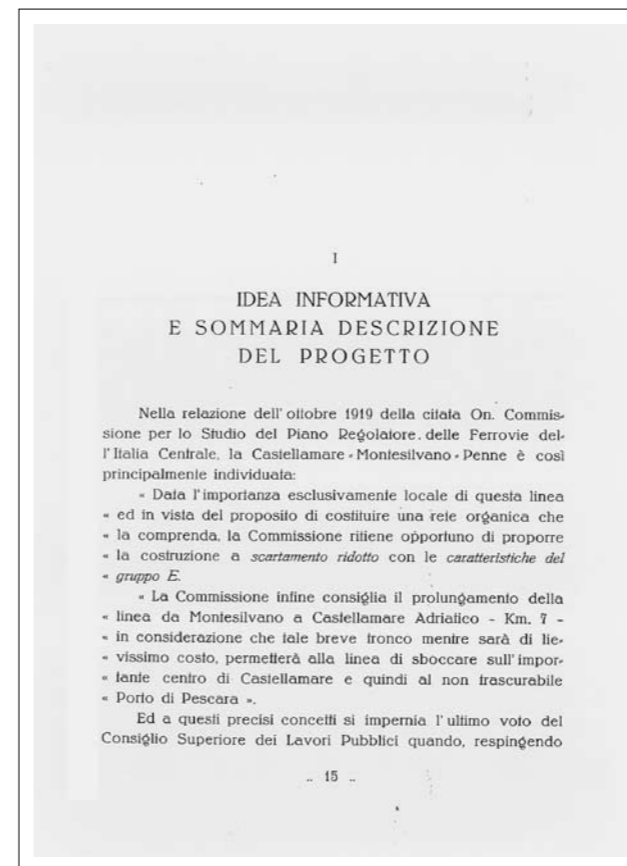 I
IDEA INFORMATIVA
E SOMMARIA DESCRIZIONE
DEL PROGETTO
Nella relazione dell'ottobre 1919 della citata On. Commis-
sione per lo Studio del Piano Regolatore. delle Ferrovie del-
l'Italia Centrale, la Castellamare - Montesilvano - Penne è così
principalmente individuata:
« Data l'importanza esclusivamente locale di questa linea
« ed in vista del proposito di costituire una rete organica che
« la comprenda, la Commissione ritiene opportuno di proporre
« la costruzione a scartamento ridotto con le caratteristiche del
« gruppo E.
« La Commissione infine consiglia il prolungamento della
« linea da Montesilvano a Castellamare Adriatico - Km. 7 -
« in considerazione che tale breve tronco mentre sarà di lie-
« vissimo costo, permetterà alla linea di sboccare sull'impor-
« tante centro di Castellamare e quindi al non trascurabile
« Porto di Pescara ».
Ed a questi precisi concetti si impernia l'ultimo voto del
Consiglio Superiore dei Lavori Pubblici quando, respingendo
.. 15 ..